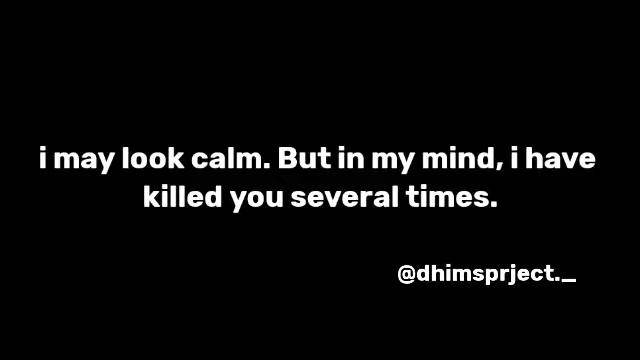 i may look calm. But in my mind, i have
killed you several times.
@dhimsprject._